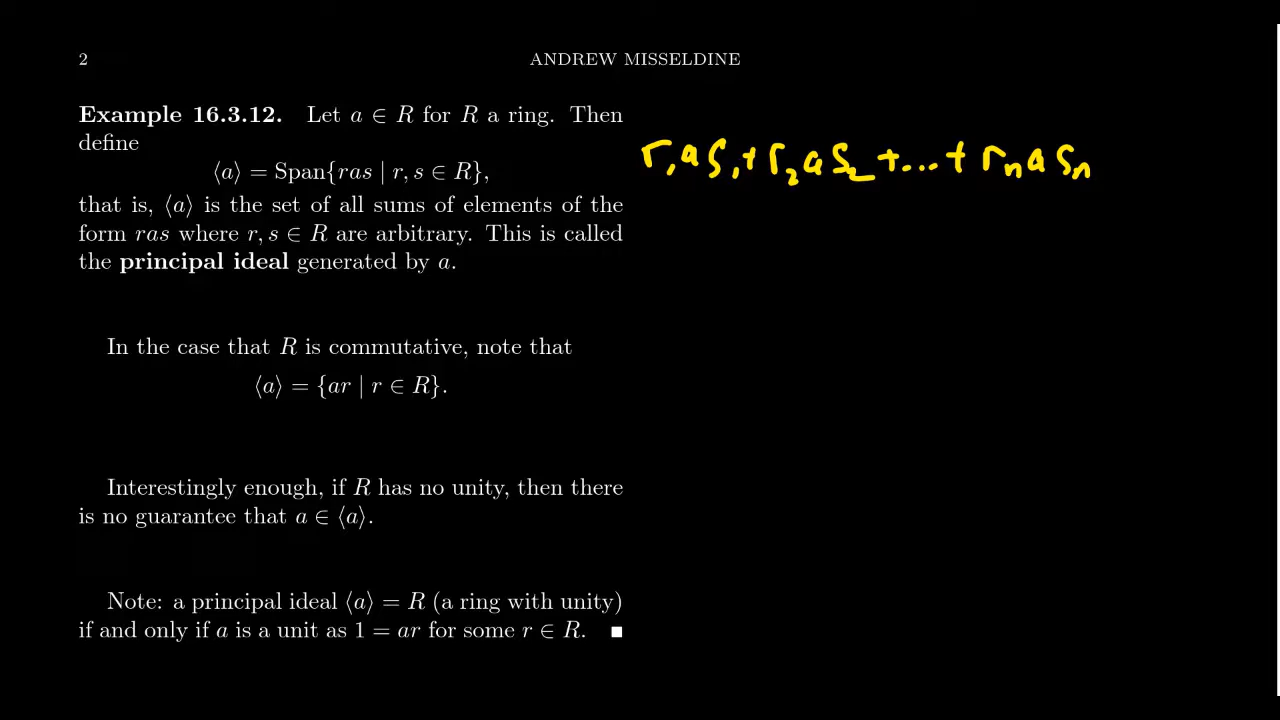 2 ANDREW MISSELDINE
Example 16.3.12. Let a ∈ R for R a ring. Then
define
⟨a⟩ = Span{ras | r, s ∈ R},
that is, ⟨a⟩ is the set of all sums of elements of the
form ras where r, s ∈ R are arbitrary. This is called
the principal ideal generated by a.
In the case that R is commutative, note that
⟨a⟩ = {ar | r ∈ R}.
Interestingly enough, if R has no unity, then there
is no guarantee that a ∈ ⟨a⟩.
Note: a principal ideal ⟨a⟩ = R (a ring with unity)
if and only if a is a unit as 1 = ar for some r ∈ R. ■
r₁as₁ + r₂as₂ + ... + rₙasₙ